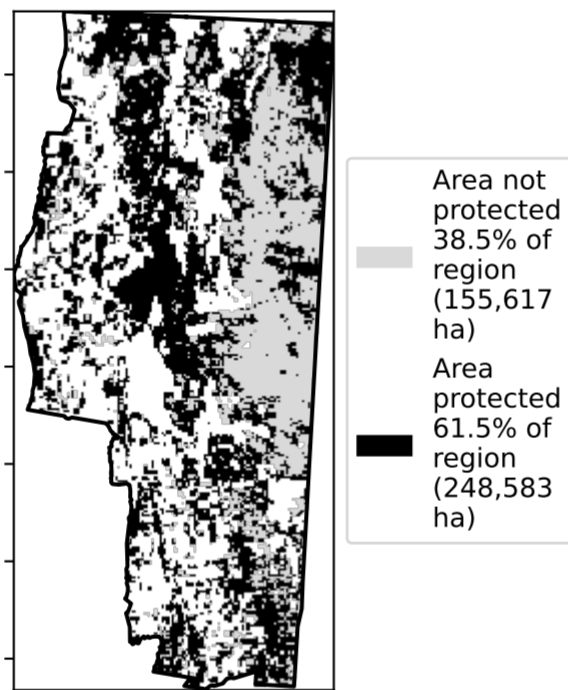 Area not
protected
38.5% of
region
(155,617
ha)
Area
protected
61.5% of
region
(248,583
ha)